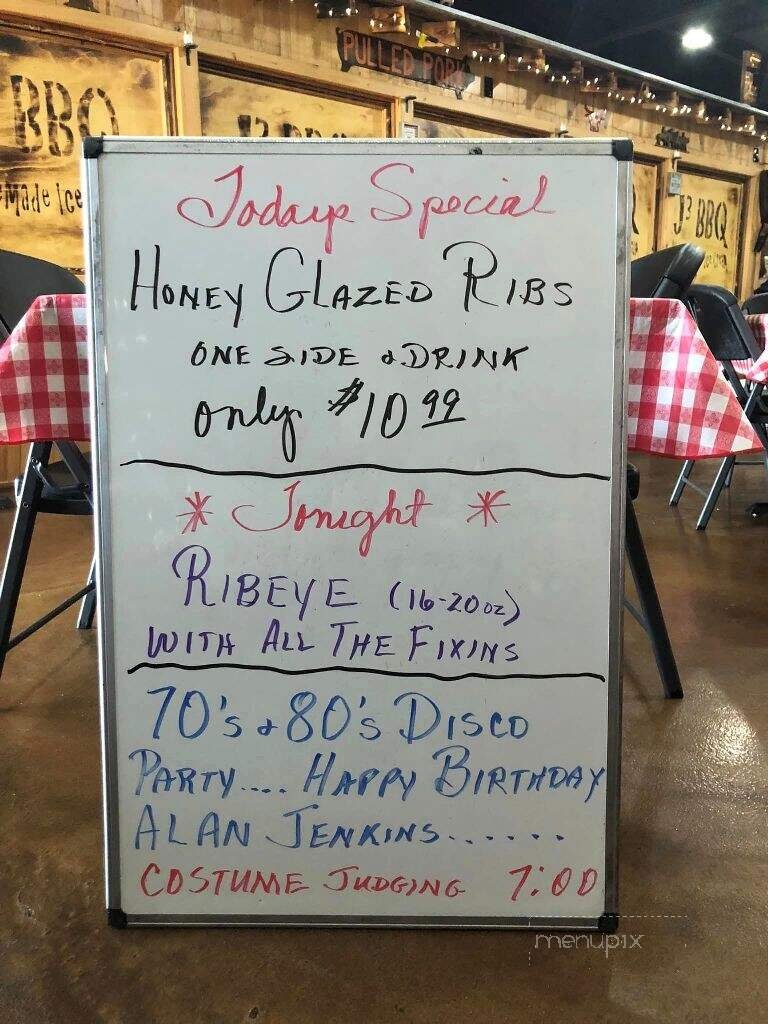 PULLED PORK
BBQ
Made Ice
J3 BBQ
J3 BBQ
Todays Special
HONEY GLAZED RIBS
ONE SIDE & DRINK
only $10 99
* Tonight *
RIBEYE (16-20oz)
WITH ALL THE FIXINS
70's & 80's DISCO
PARTY.... HAPPY BIRTHDAY
ALAN JENKINS......
COSTUME JUDGING 7:00
menupix